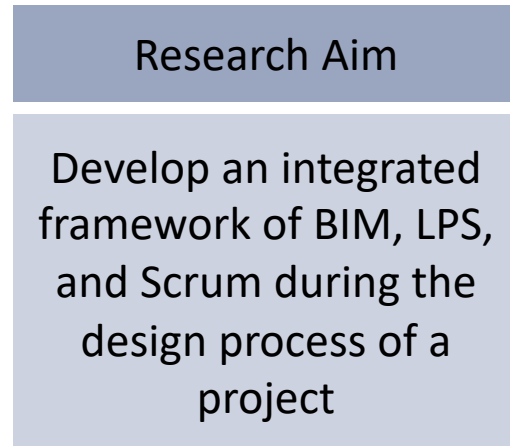 Research Aim
Develop an integrated
framework of BIM, LPS,
and Scrum during the
design process of a
project